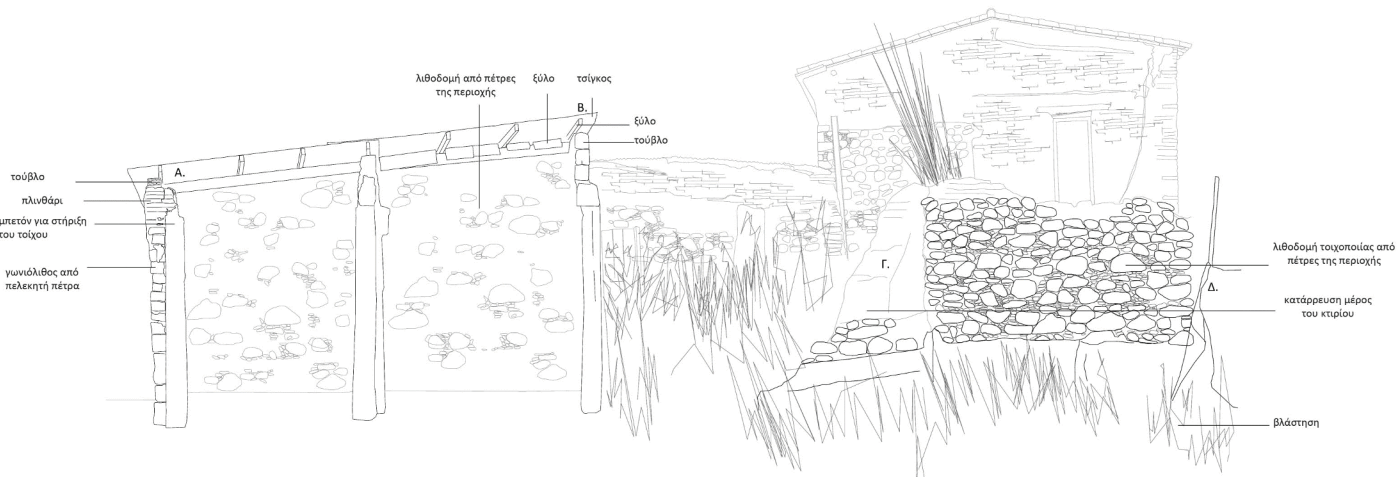 λιθοδομή από πέτρες
της περιοχής
ξύλο
τσίγκος
Β.
ξύλο
τούβλο
Α.
τούβλο
πλινθάρι
μπετόν για στήριξη
του τοίχου
γωνιόλιθος από
πελεκητή πέτρα
Γ.
Δ.
λιθοδομή τοιχοποιίας από
πέτρες της περιοχής
κατάρρευση μέρος
του κτιρίου
βλάστηση